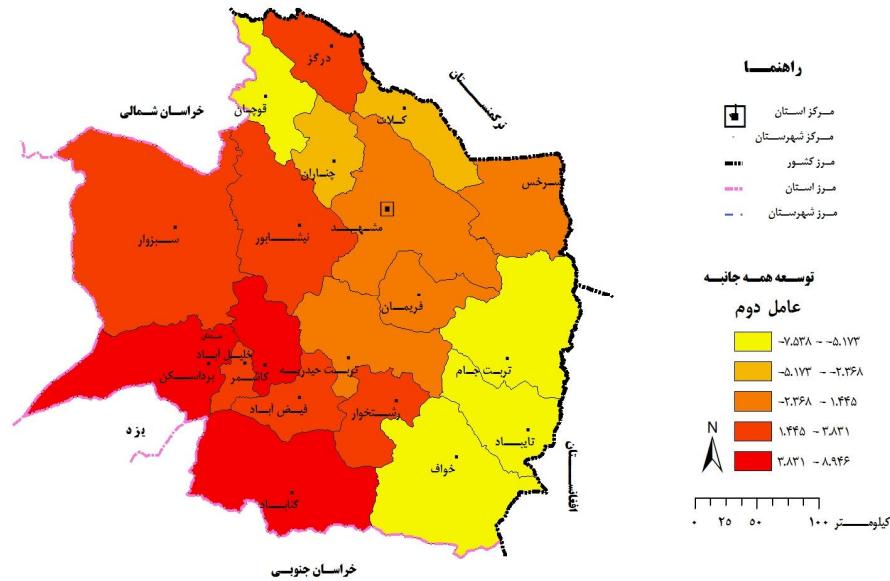 درگز
قوچان
کلات
ترکمنستان
خراسان شمالی
چناران
سرخس
مشهد
نیشابور
سبزوار
فریمان
خلیل آباد
بردسکن
کاشمر
تربت حیدریه
تربت جام
فیض آباد
رشتخوار
یزد
تایباد
خواف
افغانستان
گناباد
خراسان جنوبی
راهنما
مرکز استان
مرکز شهرستان
مرز کشور
مرز استان
مرز شهرستان
توسعه همه جانبه
عامل دوم
-۷.۵۳۸ ~ -۵.۱۷۳
-۵.۱۷۳ ~ -۲.۳۶۸
-۲.۳۶۸ ~ ۱.۴۴۵
۱.۴۴۵ ~ ۳.۸۳۱
۳.۸۳۱ ~ ۸.۹۴۶
N
۰ ۲۵ ۵۰ ۱۰۰ کیلومتر